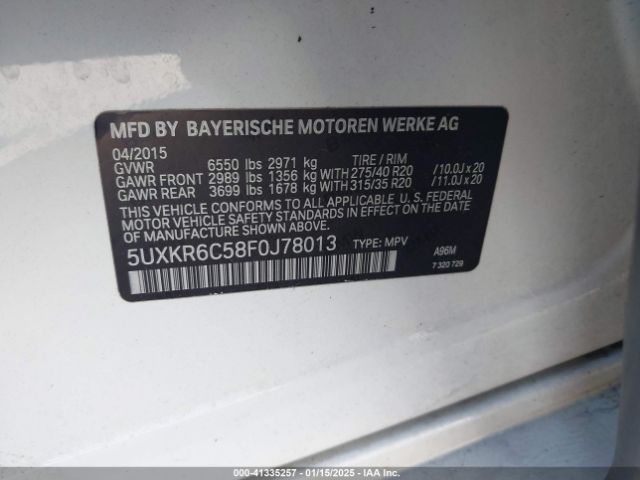 MFD BY BAYERISCHE MOTOREN WERKE AG
04/2015
GVWR 6550 lbs 2971 kg TIRE / RIM
GAWR FRONT 2989 lbs 1356 kg WITH 275/40 R20 /10.0J x 20
GAWR REAR 3699 lbs 1678 kg WITH 315/35 R20 /11.0J x 20
THIS VEHICLE CONFORMS TO ALL APPLICABLE U. S. FEDERAL
MOTOR VEHICLE SAFETY STANDARDS IN EFFECT ON THE DATE
OF MANUFACTURE SHOWN ABOVE.
5UXKR6C58F0J78013 TYPE: MPV A96M
7 320 729
000-41335257 01/15/2025 IAA Inc.